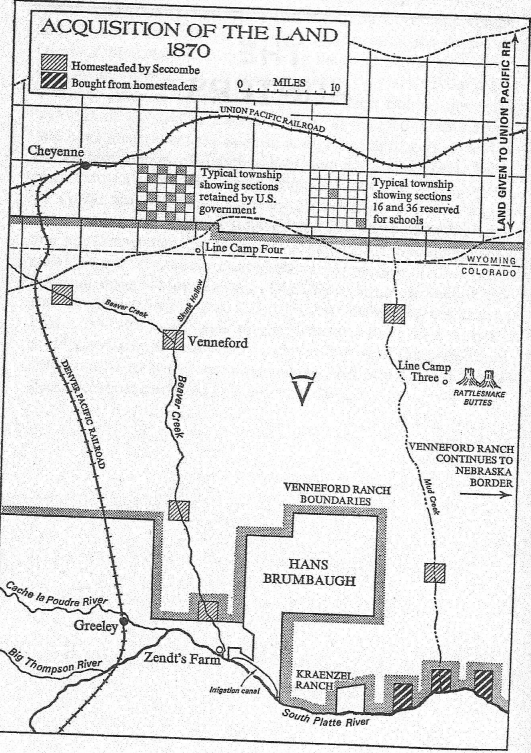 ACQUISITION OF THE LAND
1870
Homesteaded by Seccombe
Bought from homesteaders
0 MILES 10
LAND GIVEN TO UNION PACIFIC RR
UNION PACIFIC RAILROAD
Cheyenne
Typical township
showing sections
retained by U.S.
government
Typical township
showing sections
16 and 36 reserved
for schools
Line Camp Four
WYOMING
COLORADO
Beaver Creek
Skunk Hollow
Venneford
Line Camp
Three
RATTLESNAKE
BUTTES
DENVER PACIFIC RAILROAD
Beaver Creek
VENNEFORD RANCH
CONTINUES TO
NEBRASKA
BORDER
Mud Creek
VENNEFORD RANCH
BOUNDARIES
HANS
BRUMBAUGH
Cache la Poudre River
Greeley
Big Thompson River
Zendt's Farm
Irrigation canal
KRAENZEL
RANCH
South Platte River